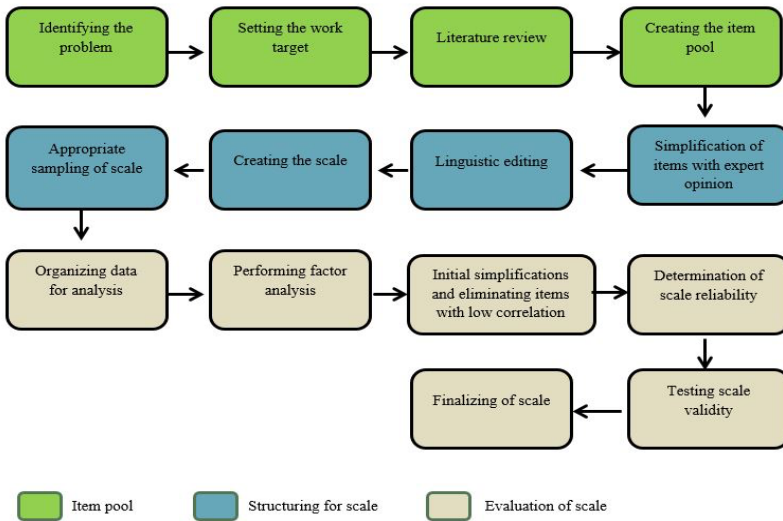 Identifying the
problem
Setting the work
target
Literature review
Creating the item
pool
Appropriate
sampling of scale
Creating the scale
Linguistic editing
Simplification of
items with expert
opinion
Organizing data
for analysis
Performing factor
analysis
Initial simplifications
and eliminating items
with low correlation
Determination of
scale reliability
Finalizing of scale
Testing scale
validity
Item pool
Structuring for scale
Evaluation of scale